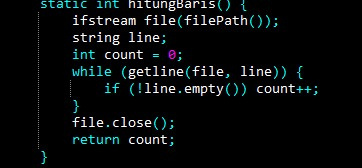 static int hitungBaris() {
    ifstream file(filePath());
    string line;
    int count = 0;
    while (getline(file, line)) {
        if (!line.empty()) count++;
    }
    file.close();
    return count;
}